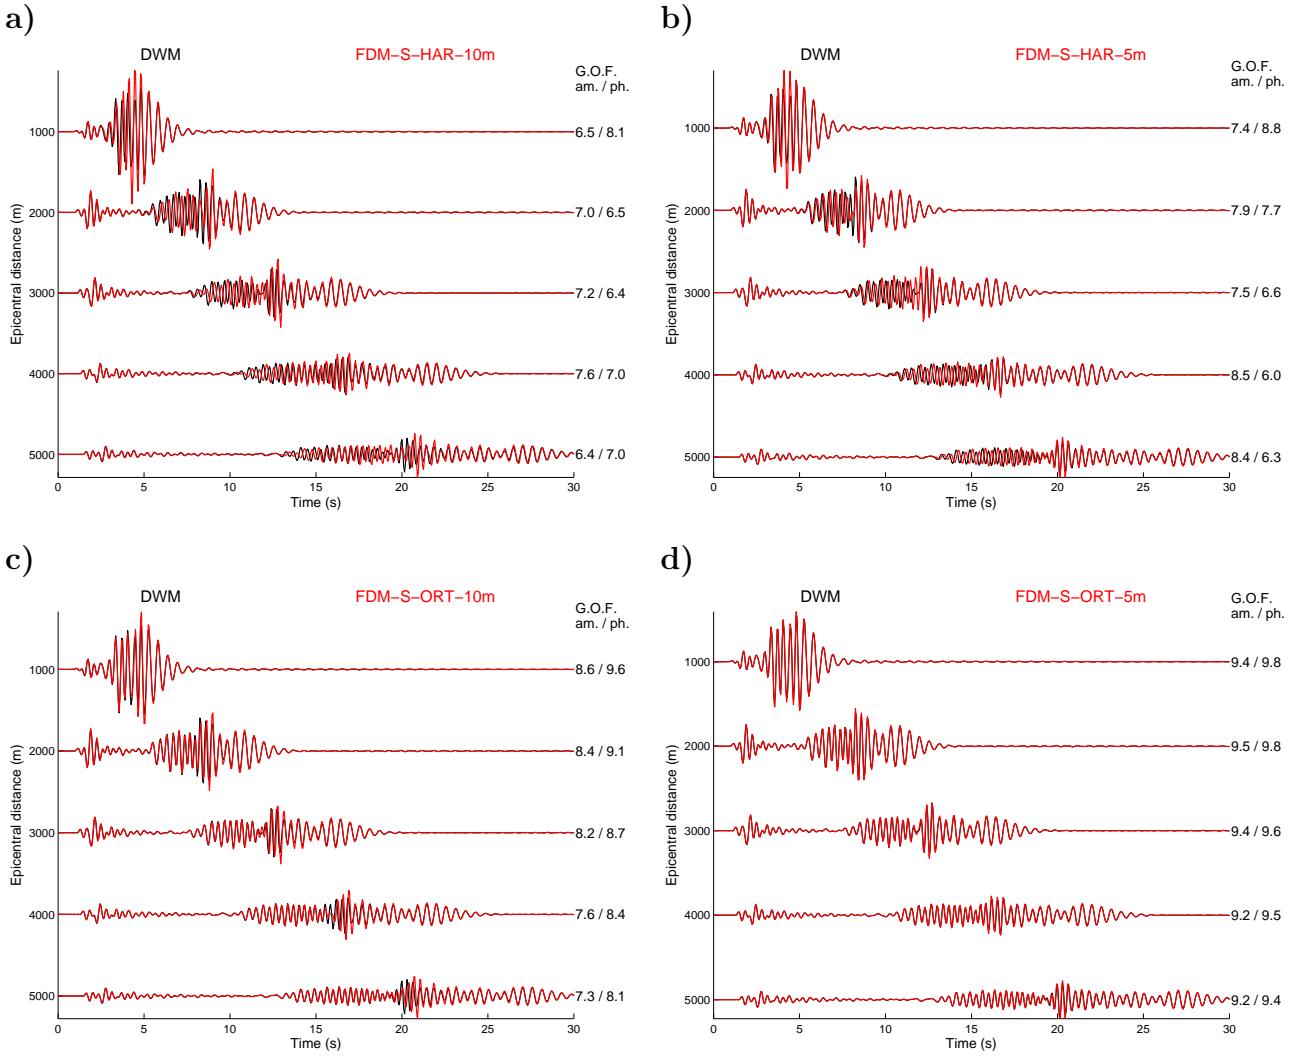 a)
DWM FDM-S-HAR-10m
G.O.F.
am. / ph.
1000 6.5 / 8.1
2000 7.0 / 6.5
3000 7.2 / 6.4
4000 7.6 / 7.0
5000 6.4 / 7.0
Epicentral distance (m)
0 5 10 15 20 25 30
Time (s)
b)
DWM FDM-S-HAR-5m
G.O.F.
am. / ph.
1000 7.4 / 8.8
2000 7.9 / 7.7
3000 7.5 / 6.6
4000 8.5 / 6.0
5000 8.4 / 6.3
Epicentral distance (m)
0 5 10 15 20 25 30
Time (s)
c)
DWM FDM-S-ORT-10m
G.O.F.
am. / ph.
1000 8.6 / 9.6
2000 8.4 / 9.1
3000 8.2 / 8.7
4000 7.6 / 8.4
5000 7.3 / 8.1
Epicentral distance (m)
0 5 10 15 20 25 30
Time (s)
d)
DWM FDM-S-ORT-5m
G.O.F.
am. / ph.
1000 9.4 / 9.8
2000 9.5 / 9.8
3000 9.4 / 9.6
4000 9.2 / 9.5
5000 9.2 / 9.4
Epicentral distance (m)
0 5 10 15 20 25 30
Time (s)